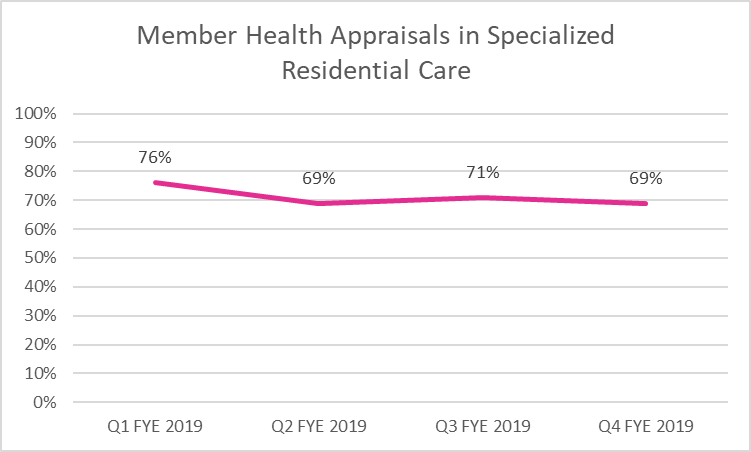 Member Health Appraisals in Specialized
Residential Care
100%
90%
80%
70%
60%
50%
40%
30%
20%
10%
0%
76%
69%
71%
69%
Q1 FYE 2019
Q2 FYE 2019
Q3 FYE 2019
Q4 FYE 2019